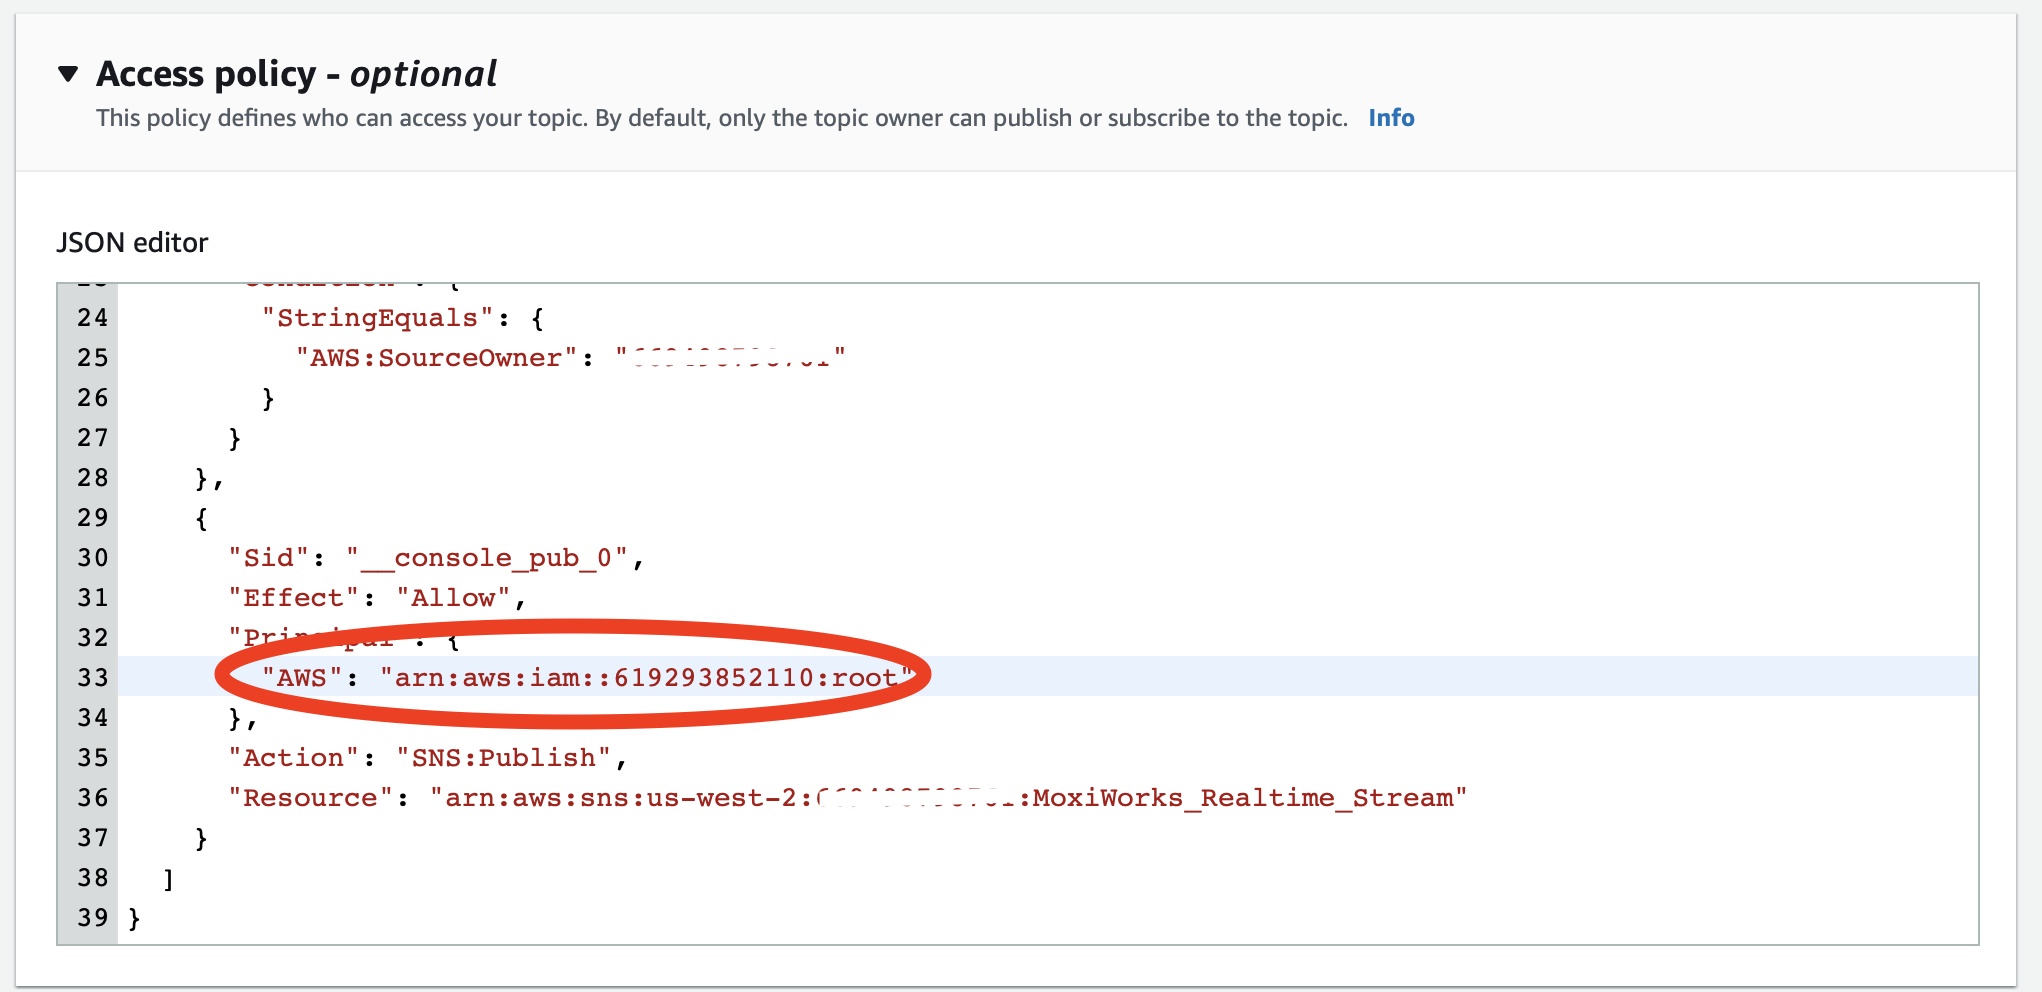 Access policy - optional
This policy defines who can access your topic. By default, only the topic owner can publish or subscribe to the topic. Info
JSON editor
24 "StringEquals": {
25 "AWS:SourceOwner": "
26 }
27 }
28 },
29 {
30 "Sid": "__console_pub_0",
31 "Effect": "Allow",
32 "Principal": {
33 "AWS": "arn:aws:iam::619293852110:root"
34 },
35 "Action": "SNS:Publish",
36 "Resource": "arn:aws:sns:us-west-2: :MoxiWorks_Realtime_Stream"
37 }
38 ]
39 }